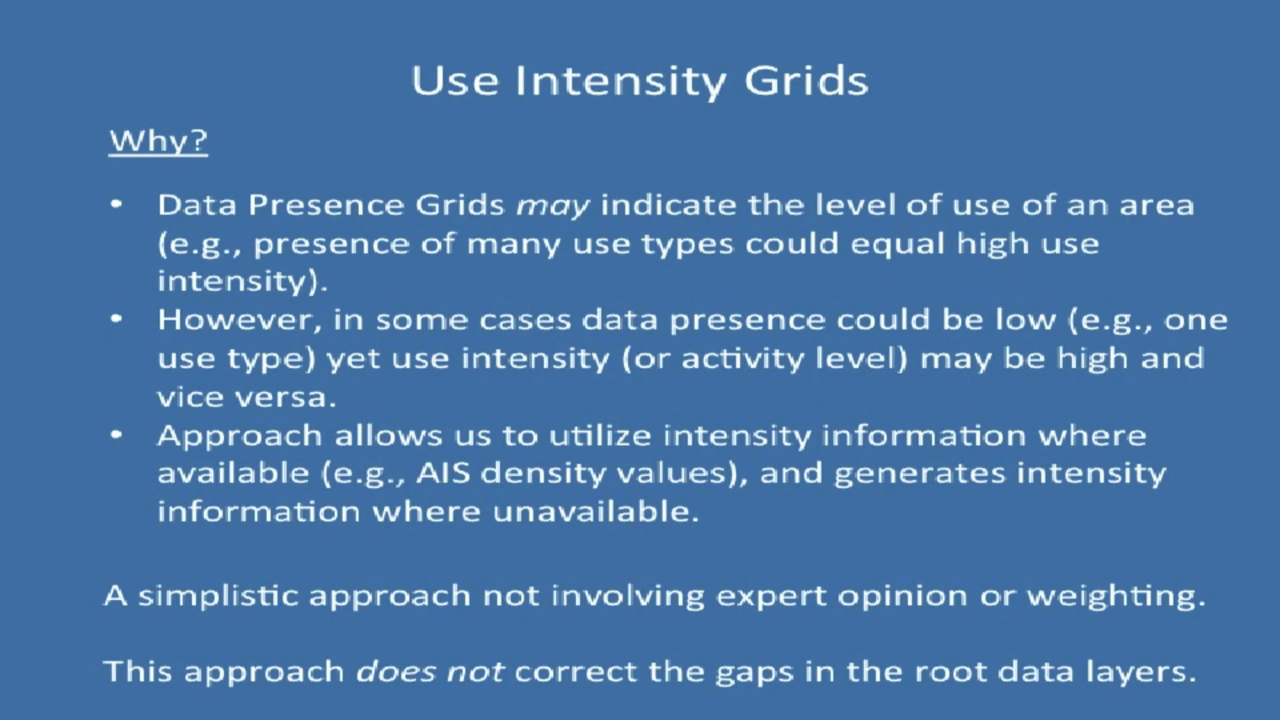 Use Intensity Grids
Why?
• Data Presence Grids may indicate the level of use of an area
(e.g., presence of many use types could equal high use
intensity).
• However, in some cases data presence could be low (e.g., one
use type) yet use intensity (or activity level) may be high and
vice versa.
• Approach allows us to utilize intensity information where
available (e.g., AIS density values), and generates intensity
information where unavailable.
A simplistic approach not involving expert opinion or weighting.
This approach does not correct the gaps in the root data layers.